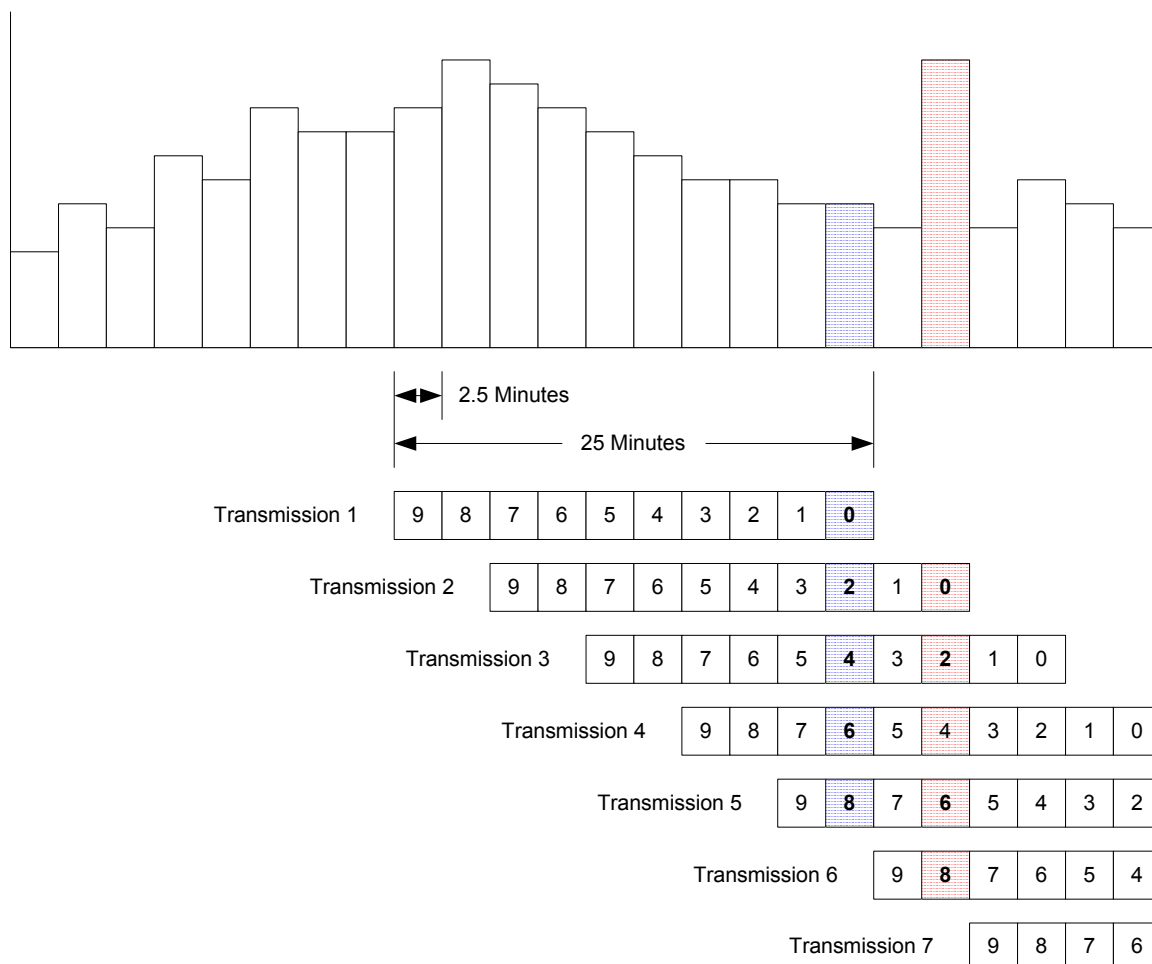 2.5 Minutes
25 Minutes
Transmission 1 9 8 7 6 5 4 3 2 1 0
Transmission 2 9 8 7 6 5 4 3 2 1 0
Transmission 3 9 8 7 6 5 4 3 2 1 0
Transmission 4 9 8 7 6 5 4 3 2 1 0
Transmission 5 9 8 7 6 5 4 3 2
Transmission 6 9 8 7 6 5 4
Transmission 7 9 8 7 6